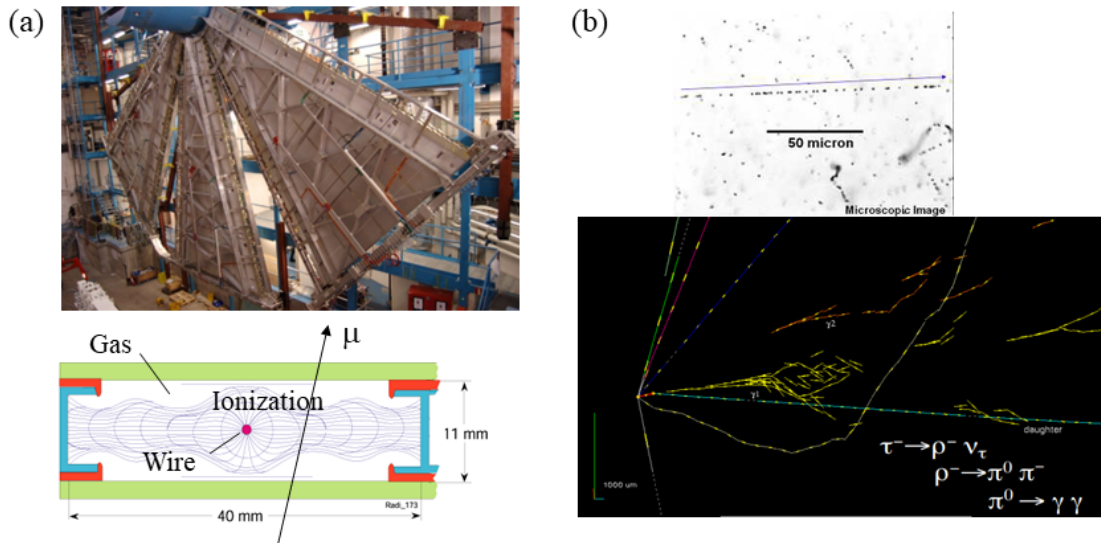 (a)
μ
Gas
Ionization
Wire
11 mm
Radi_173
40 mm
(b)
50 micron
Microscopic Image
γ2
γ1
daughter
1000 um
τ⁻→ρ⁻ ν_τ
ρ⁻→π⁰ π⁻
π⁰ → γ γ